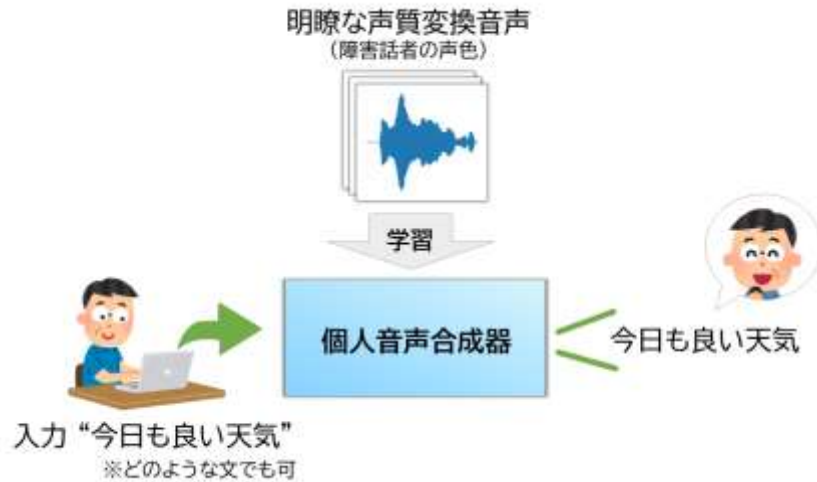 明瞭な声質変換音声
（障害話者の声色）
学習
個人音声合成器
今日も良い天気
入力 “今日も良い天気”
※どのような文でも可